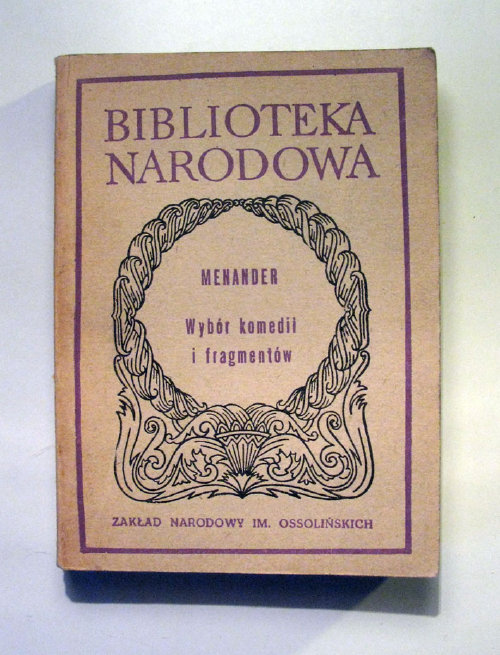 BIBLIOTEKA
NARODOWA
MENANDER
Wybór komedii
i fragmentów
ZAKŁAD NARODOWY IM. OSSOLIŃSKICH